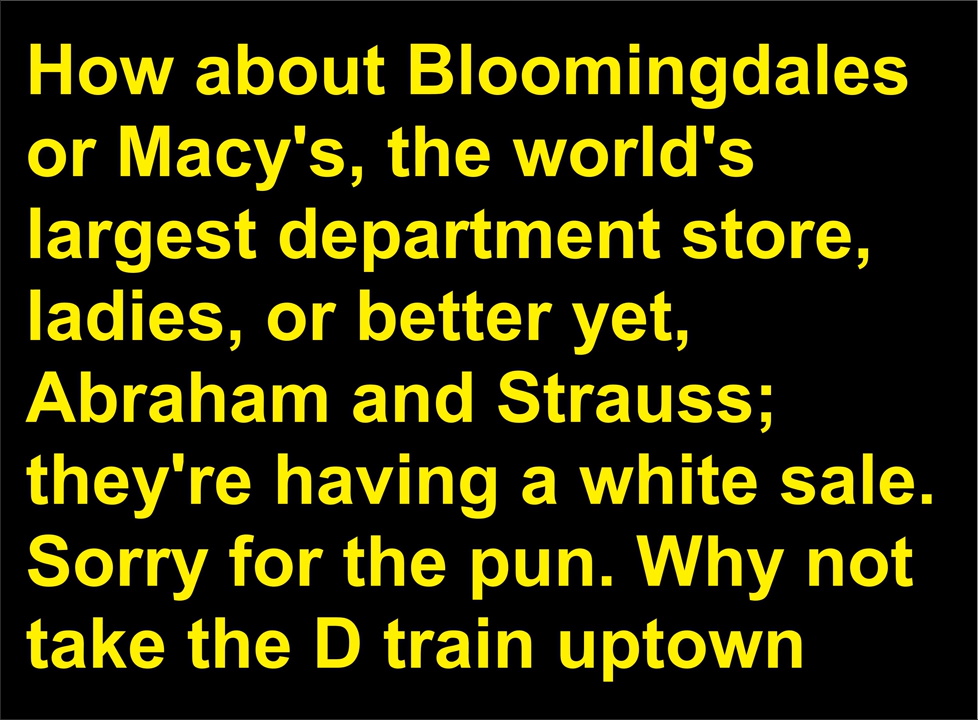 How about Bloomingdales
or Macy's, the world's
largest department store,
ladies, or better yet,
Abraham and Strauss;
they're having a white sale.
Sorry for the pun. Why not
take the D train uptown